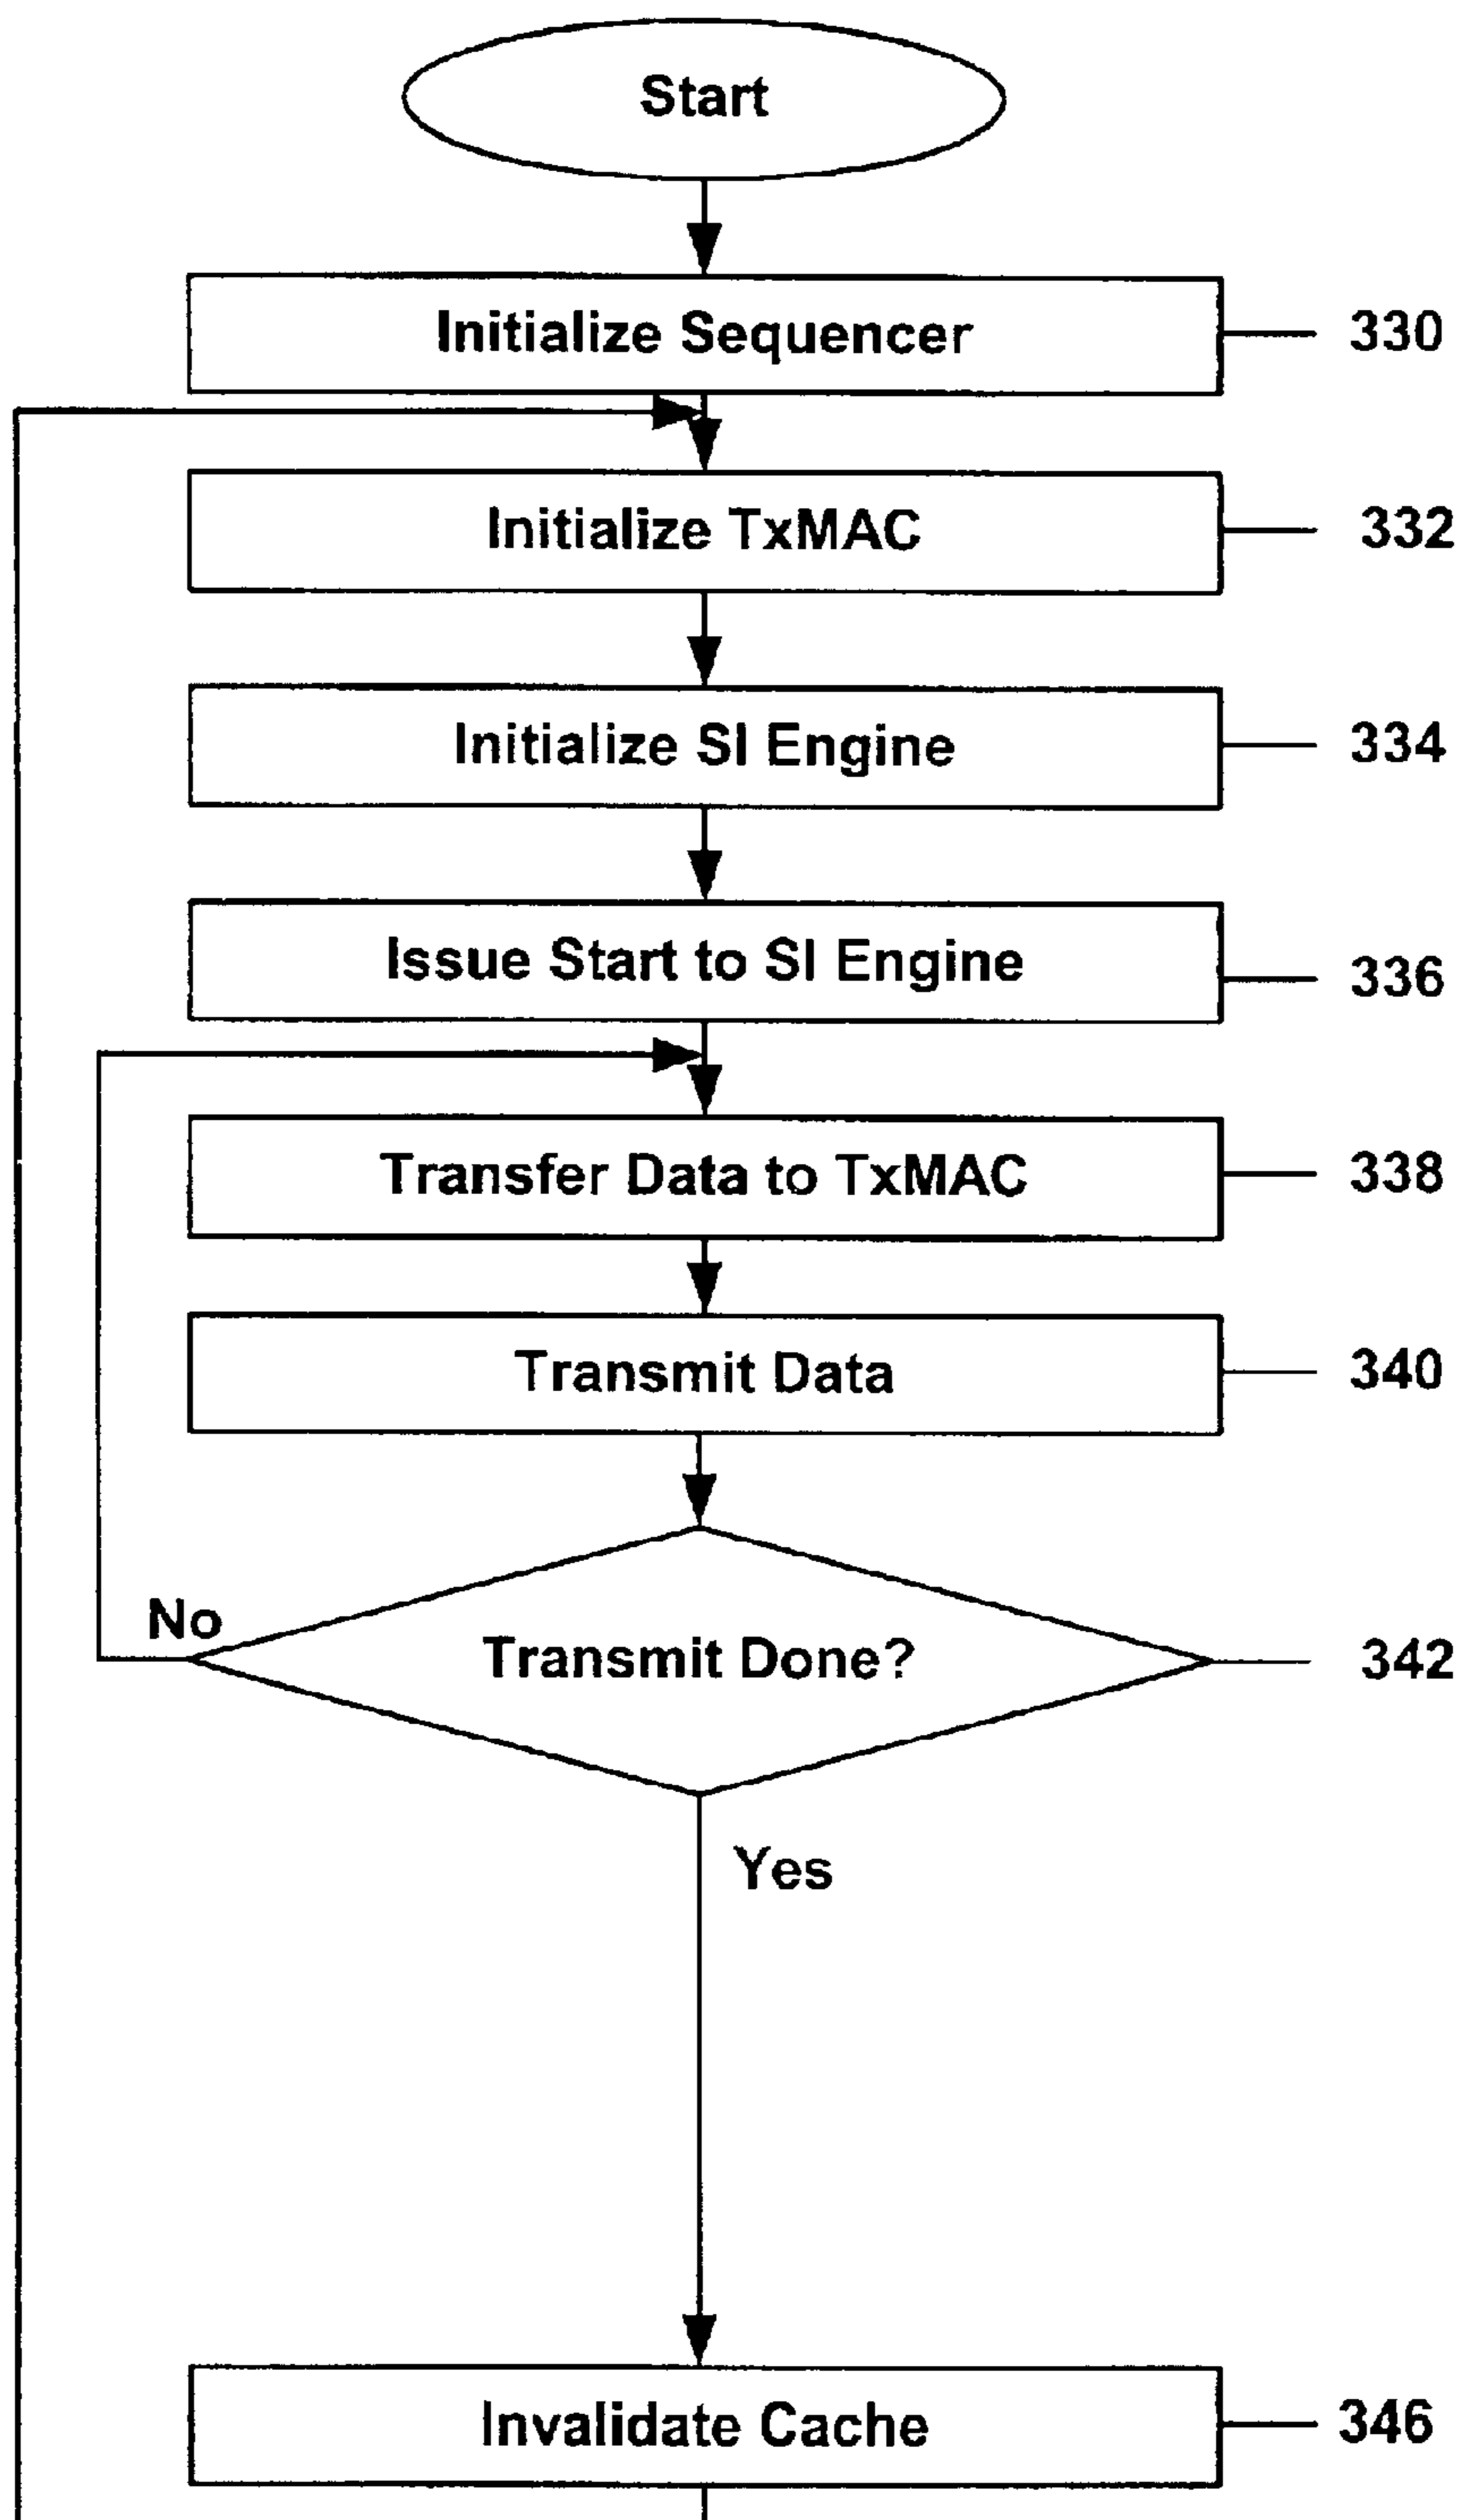 Start
Initialize Sequencer
330
Initialize TxMAC
332
Initialize SI Engine
334
Issue Start to SI Engine
336
Transfer Data to TxMAC
338
Transmit Data
340
No
Transmit Done?
342
Yes
Invalidate Cache
346